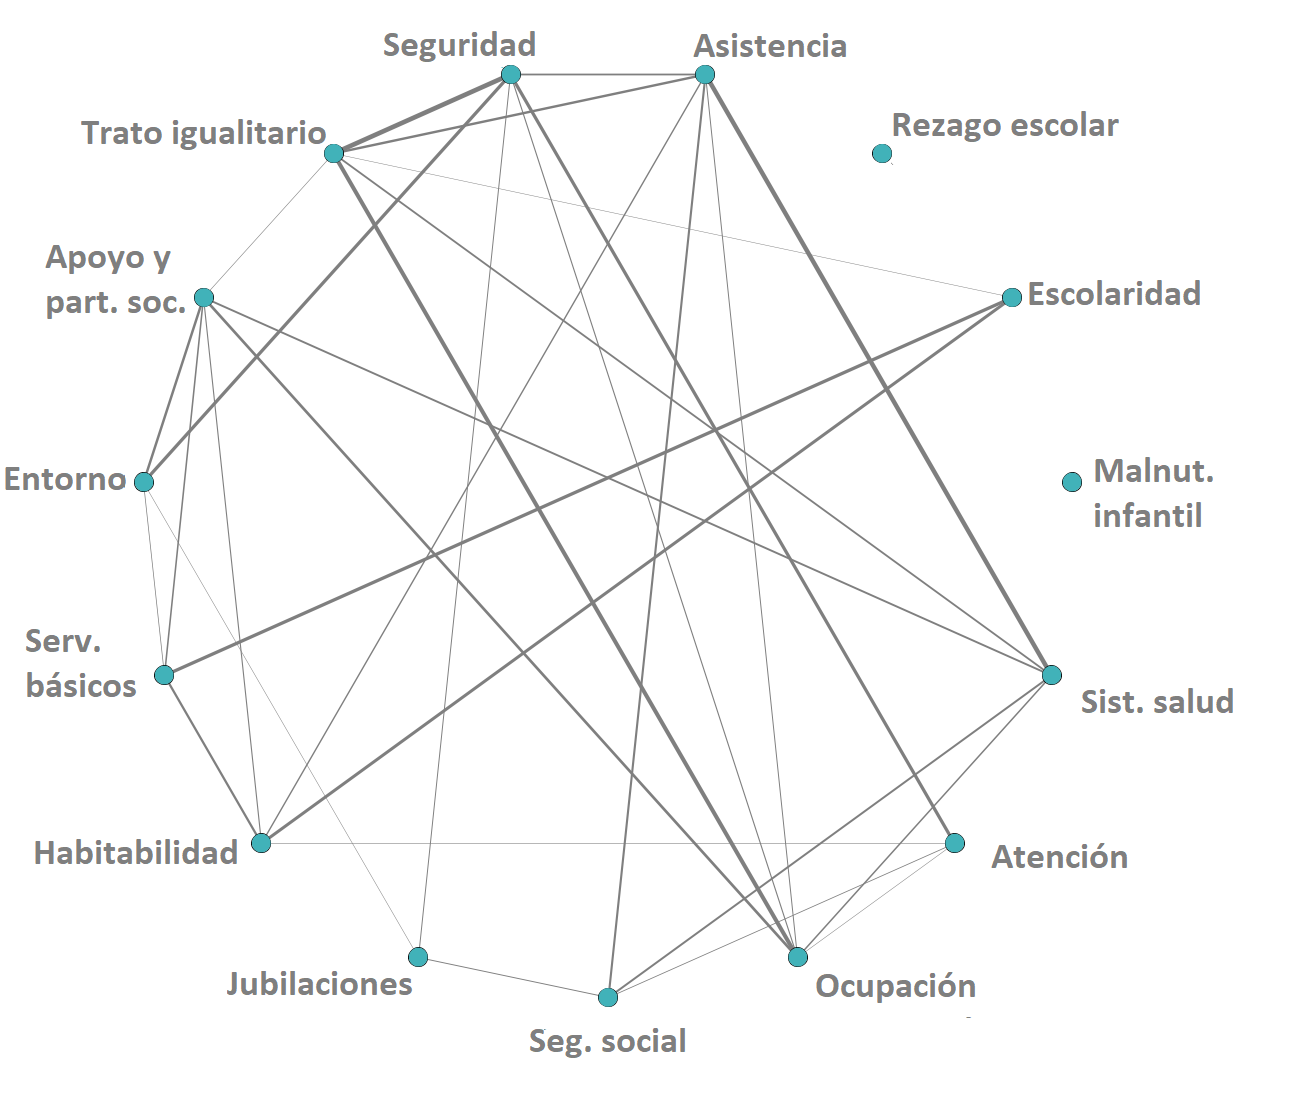 Seguridad
Asistencia
Trato igualitario
Rezago escolar
Apoyo y
part. soc.
Escolaridad
Entorno
Malnut.
infantil
Serv.
básicos
Sist. salud
Habitabilidad
Atención
Jubilaciones
Ocupación
Seg. social